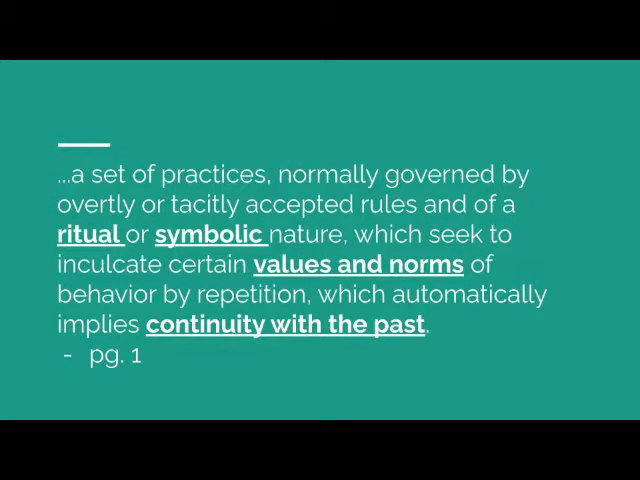 ...a set of practices, normally governed by
overtly or tacitly accepted rules and of a
ritual or symbolic nature, which seek to
inculcate certain values and norms of
behavior by repetition, which automatically
implies continuity with the past.
- pg. 1